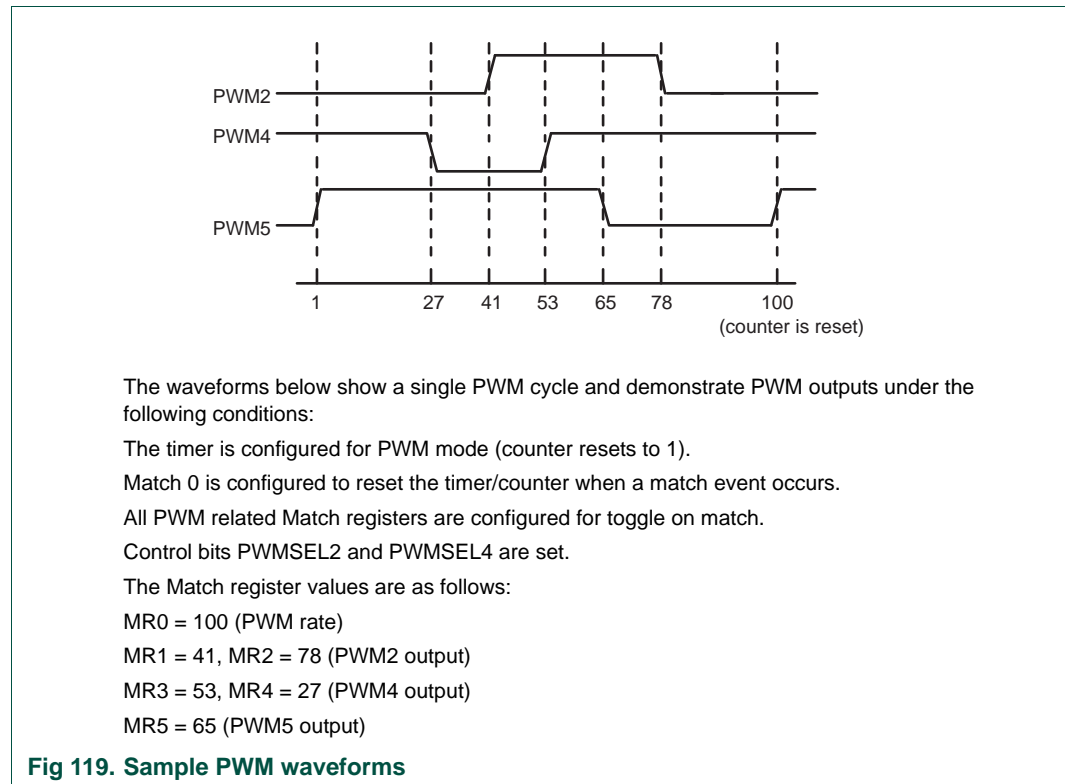 PWM2
PWM4
PWM5
1 27 41 53 65 78 100
(counter is reset)
The waveforms below show a single PWM cycle and demonstrate PWM outputs under the
following conditions:
The timer is configured for PWM mode (counter resets to 1).
Match 0 is configured to reset the timer/counter when a match event occurs.
All PWM related Match registers are configured for toggle on match.
Control bits PWMSEL2 and PWMSEL4 are set.
The Match register values are as follows:
MR0 = 100 (PWM rate)
MR1 = 41, MR2 = 78 (PWM2 output)
MR3 = 53, MR4 = 27 (PWM4 output)
MR5 = 65 (PWM5 output)
Fig 119. Sample PWM waveforms